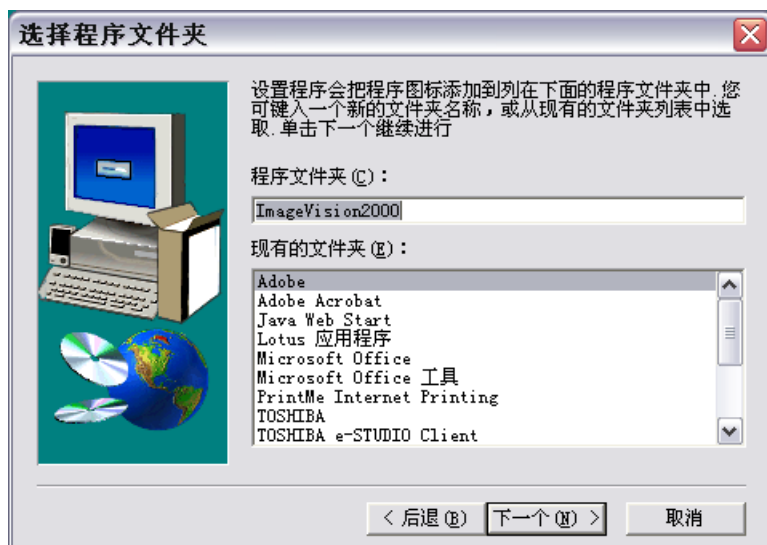 选择程序文件夹
设置程序会把程序图标添加到列在下面的程序文件夹中.您
可键入一个新的文件夹名称，或从现有的文件夹列表中选
取.单击下一个继续进行
程序文件夹(C)：
ImageVision2000
现有的文件夹(E)：
Adobe
Adobe Acrobat
Java Web Start
Lotus 应用程序
Microsoft Office
Microsoft Office 工具
PrintMe Internet Printing
TOSHIBA
TOSHIBA e-STUDIO Client
< 后退(B) 下一个(N) > 取消